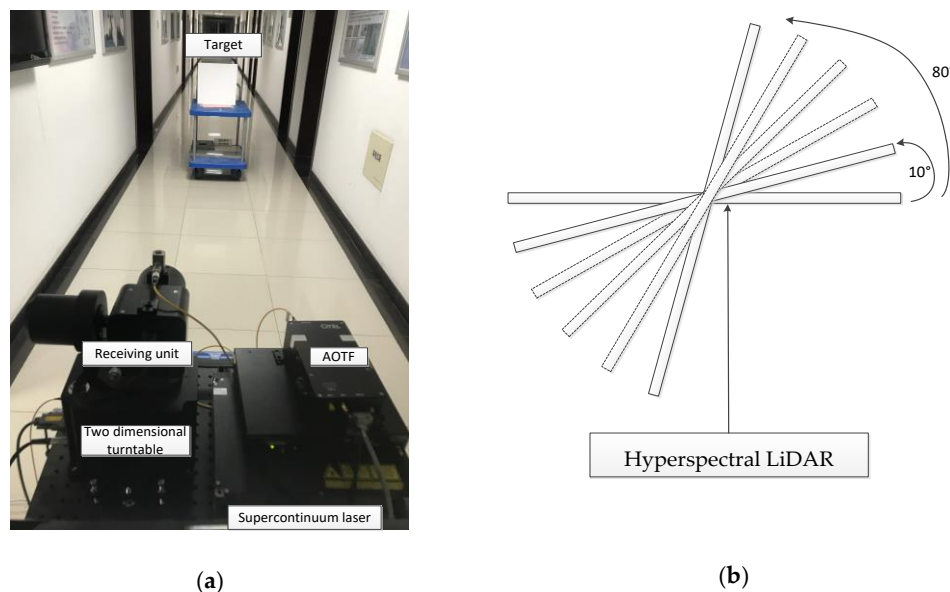 Target
Receiving unit
AOTF
Two dimensional
turntable
Supercontinuum laser
(a)
80°
10°
Hyperspectral LiDAR
(b)